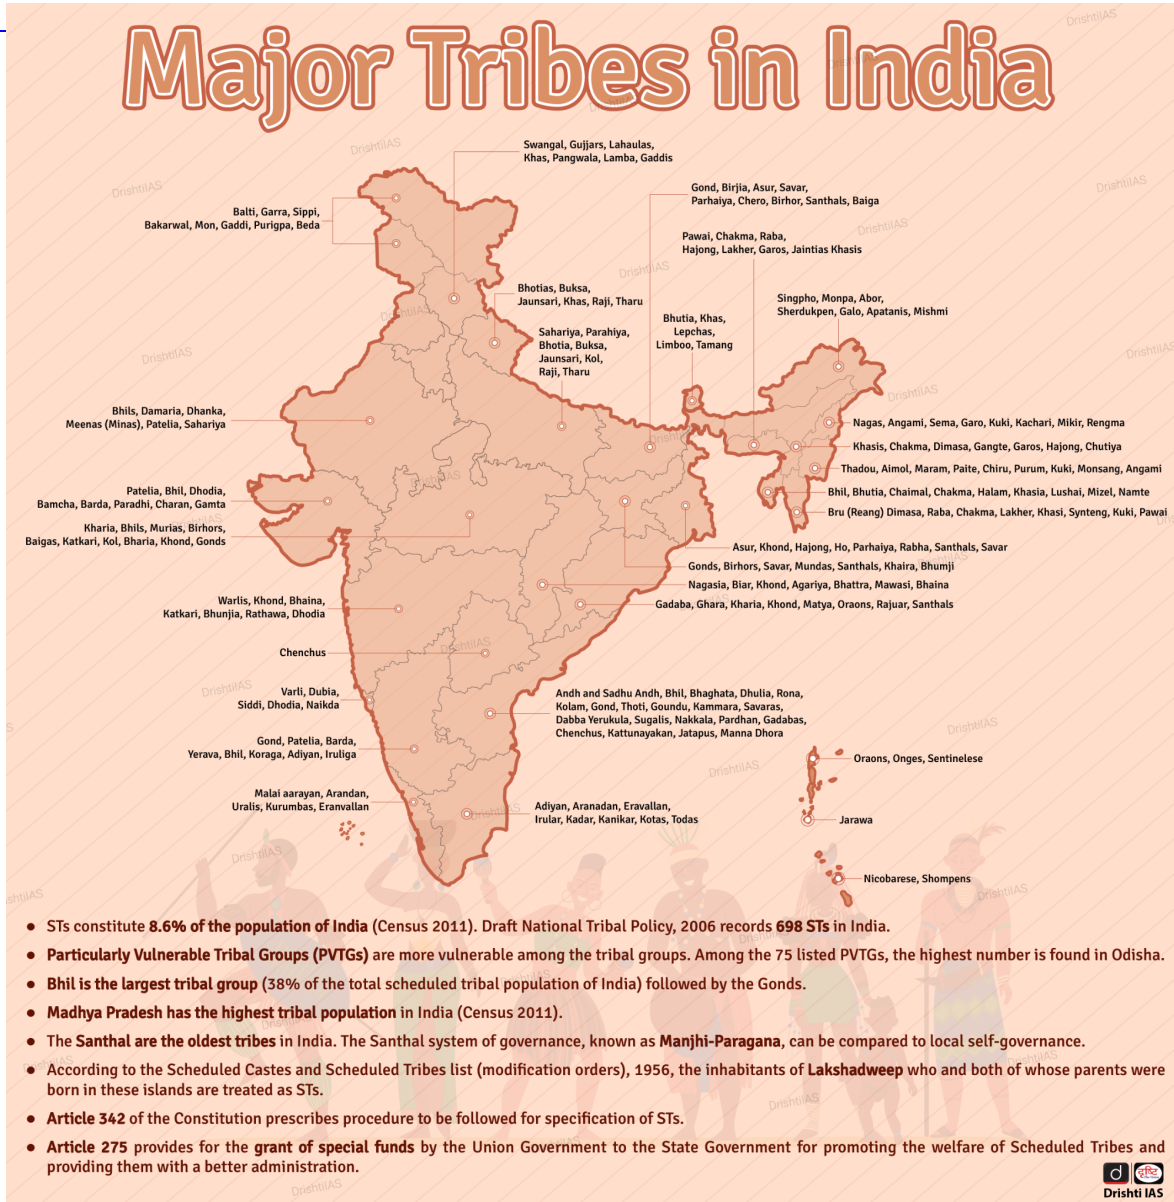 Major Tribes in India
Swangal, Gujjars, Lahaulas,
Khas, Pangwala, Lamba, Gaddis
Gond, Birjia, Asur, Savar,
Parhaiya, Chero, Birhor, Santhals, Baiga
Balti, Garra, Sippi,
Bakarwal, Mon, Gaddi, Purigpa, Beda
Pawai, Chakma, Raba,
Hajong, Lakher, Garos, Jaintias Khasis
Bhotias, Buksa,
Jaunsari, Khas, Raji, Tharu
Singpho, Monpa, Abor,
Sherdukpen, Galo, Apatanis, Mishmi
Bhutia, Khas,
Lepchas,
Limboo, Tamang
Sahariya, Parahiya,
Bhotia, Buksa,
Jaunsari, Kol,
Raji, Tharu
Bhils, Damaria, Dhanka,
Meenas (Minas), Patelia, Sahariya
Nagas, Angami, Sema, Garo, Kuki, Kachari, Mikir, Rengma
Khasis, Chakma, Dimasa, Gangte, Garos, Hajong, Chutiya
Thadou, Aimol, Maram, Paite, Chiru, Purum, Kuki, Monsang, Angami
Patelia, Bhil, Dhodia,
Bamcha, Barda, Paradhi, Charan, Gamta
Bhil, Bhutia, Chaimal, Chakma, Halam, Khasia, Lushai, Mizel, Namte
Bru (Reang) Dimasa, Raba, Chakma, Lakher, Khasi, Synteng, Kuki, Pawai
Kharia, Bhils, Murias, Birhors,
Baigas, Katkari, Kol, Bharia, Khond, Gonds
Asur, Khond, Hajong, Ho, Parhaiya, Rabha, Santhals, Savar
Gonds, Birhors, Savar, Mundas, Santhals, Khaira, Bhumji
Nagasia, Biar, Khond, Agariya, Bhattra, Mawasi, Bhaina
Gadaba, Ghara, Kharia, Khond, Matya, Oraons, Rajuar, Santhals
Warlis, Khond, Bhaina,
Katkari, Bhunjia, Rathawa, Dhodia
Chenchus
Varli, Dubia,
Siddi, Dhodia, Naikda
Andh and Sadhu Andh, Bhil, Bhaghata, Dhulia, Rona,
Kolam, Gond, Thoti, Goundu, Kammara, Savaras,
Dabba Yerukula, Sugalis, Nakkala, Pardhan, Gadabas,
Chenchus, Kattunayakan, Jatapus, Manna Dhora
Gond, Patelia, Barda,
Yerava, Bhil, Koraga, Adiyan, Iruliga
Oraons, Onges, Sentinelese
Malai aarayan, Arandan,
Uralis, Kurumbas, Eranvallan
Adiyan, Aranadan, Eravallan,
Irular, Kadar, Kanikar, Kotas, Todas
Jarawa
Nicobarese, Shompens
● STs constitute 8.6% of the population of India (Census 2011). Draft National Tribal Policy, 2006 records 698 STs in India.
● Particularly Vulnerable Tribal Groups (PVTGs) are more vulnerable among the tribal groups. Among the 75 listed PVTGs, the highest number is found in Odisha.
● Bhil is the largest tribal group (38% of the total scheduled tribal population of India) followed by the Gonds.
● Madhya Pradesh has the highest tribal population in India (Census 2011).
● The Santhal are the oldest tribes in India. The Santhal system of governance, known as Manjhi-Paragana, can be compared to local self-governance.
● According to the Scheduled Castes and Scheduled Tribes list (modification orders), 1956, the inhabitants of Lakshadweep who and both of whose parents were
born in these islands are treated as STs.
● Article 342 of the Constitution prescribes procedure to be followed for specification of STs.
● Article 275 provides for the grant of special funds by the Union Government to the State Government for promoting the welfare of Scheduled Tribes and
providing them with a better administration.
d दृष्टि
Drishti IAS
DrishtiIAS